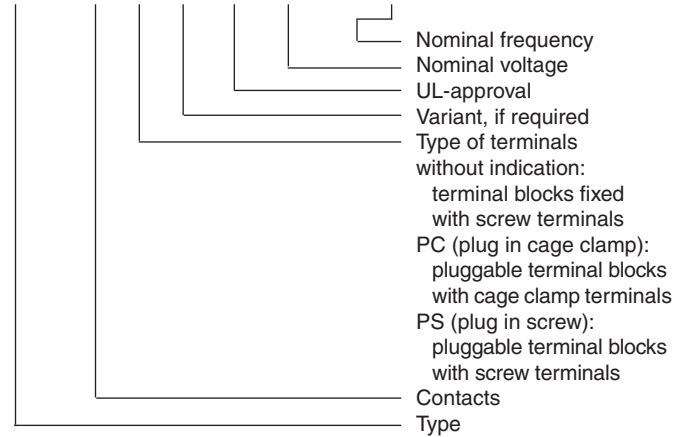 Nominal frequency
Nominal voltage
UL-approval
Variant, if required
Type of terminals
without indication:
terminal blocks fixed
with screw terminals
PC (plug in cage clamp):
pluggable terminal blocks
with cage clamp terminals
PS (plug in screw):
pluggable terminal blocks
with screw terminals
Contacts
Type